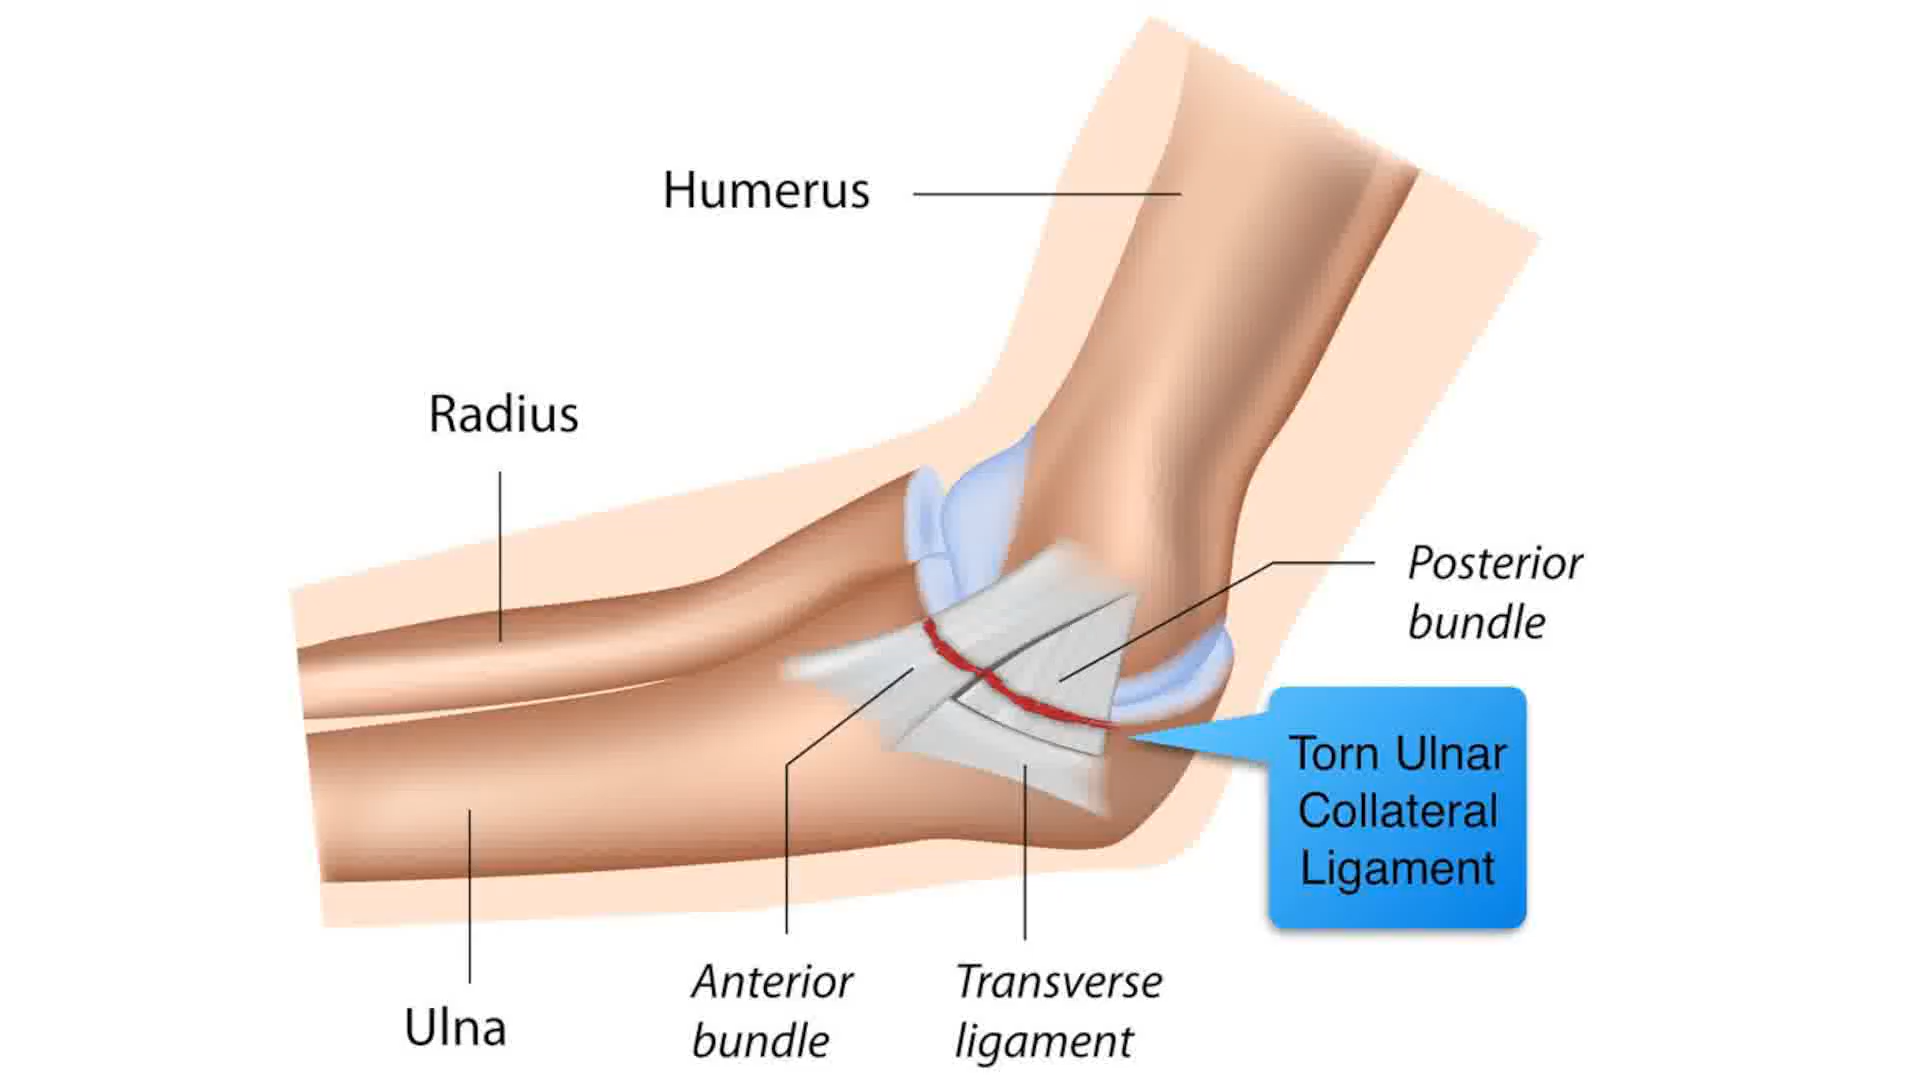 Humerus
Radius
Posterior
bundle
Torn Ulnar
Collateral
Ligament
Anterior
bundle
Transverse
ligament
Ulna